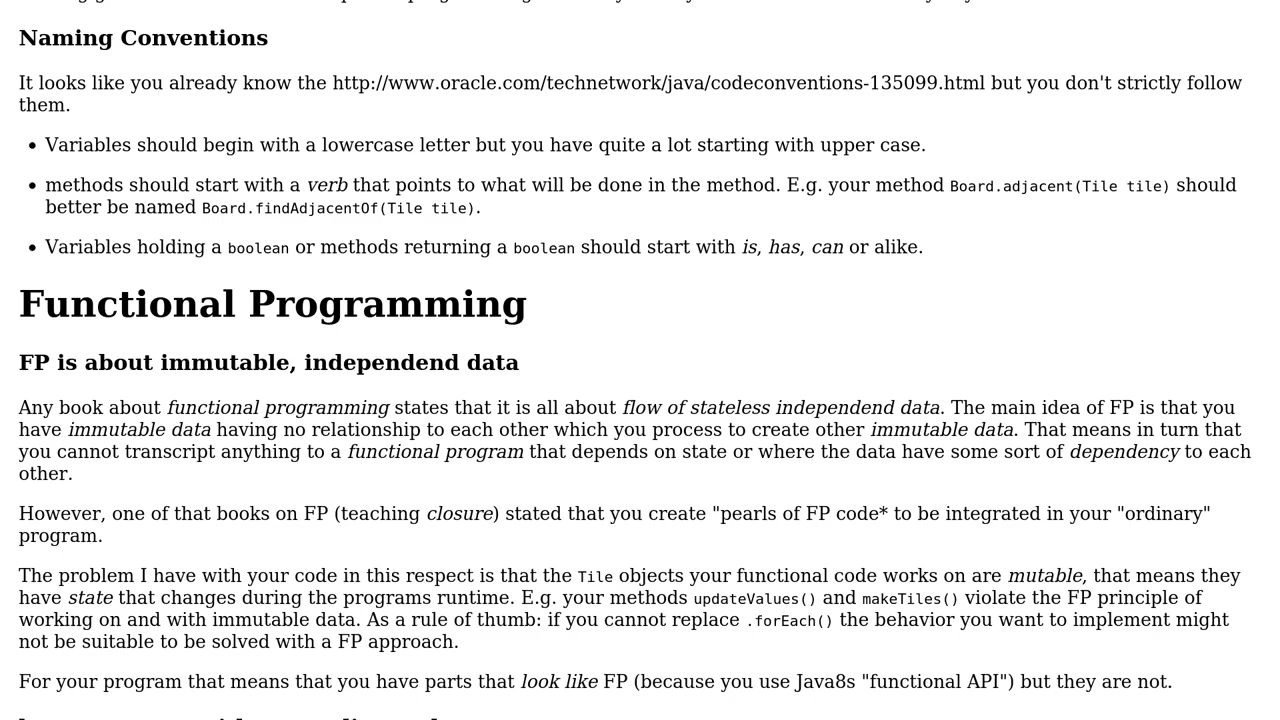 Naming Conventions
It looks like you already know the http://www.oracle.com/technetwork/java/codeconventions-135099.html but you don't strictly follow
them.
• Variables should begin with a lowercase letter but you have quite a lot starting with upper case.
• methods should start with a verb that points to what will be done in the method. E.g. your method Board.adjacent(Tile tile) should
better be named Board.findAdjacentOf(Tile tile).
• Variables holding a boolean or methods returning a boolean should start with is, has, can or alike.
Functional Programming
FP is about immutable, independend data
Any book about functional programming states that it is all about flow of stateless independend data. The main idea of FP is that you
have immutable data having no relationship to each other which you process to create other immutable data. That means in turn that
you cannot transcript anything to a functional program that depends on state or where the data have some sort of dependency to each
other.
However, one of that books on FP (teaching closure) stated that you create "pearls of FP code* to be integrated in your "ordinary"
program.
The problem I have with your code in this respect is that the Tile objects your functional code works on are mutable, that means they
have state that changes during the programs runtime. E.g. your methods updateValues() and makeTiles() violate the FP principle of
working on and with immutable data. As a rule of thumb: if you cannot replace .forEach() the behavior you want to implement might
not be suitable to be solved with a FP approach.
For your program that means that you have parts that look like FP (because you use Java8s "functional API") but they are not.